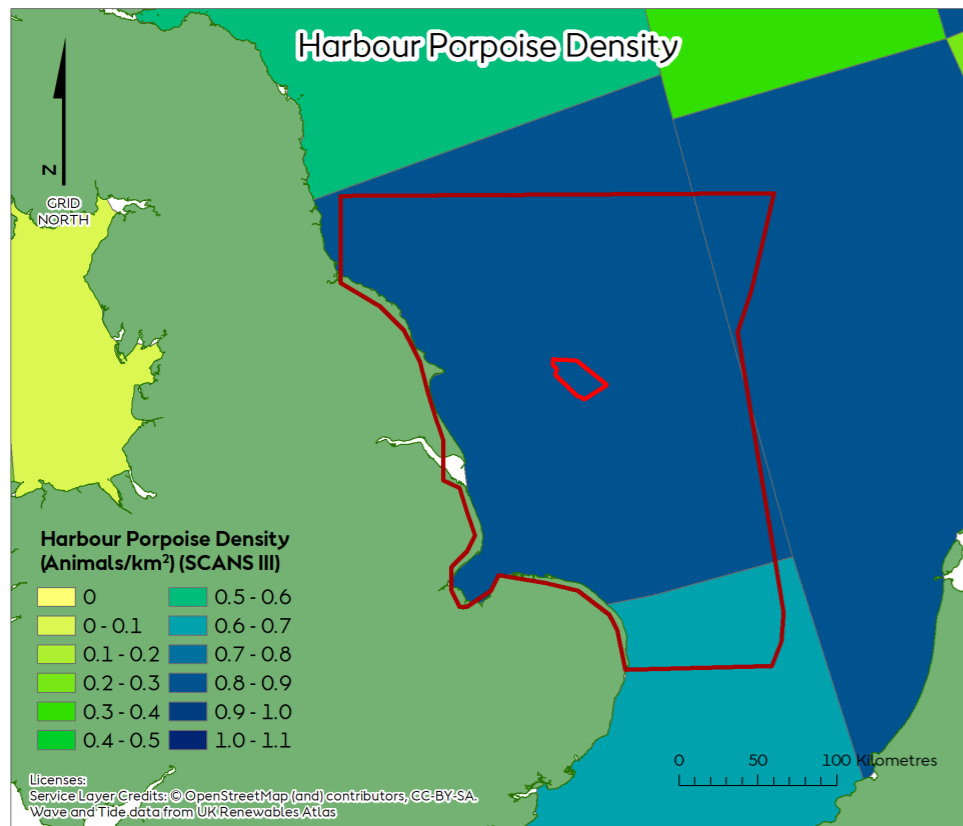 Harbour Porpoise Density
N
GRID
NORTH
Harbour Porpoise Density
(Animals/km²) (SCANS III)
0
0 - 0.1
0.1 - 0.2
0.2 - 0.3
0.3 - 0.4
0.4 - 0.5
0.5 - 0.6
0.6 - 0.7
0.7 - 0.8
0.8 - 0.9
0.9 - 1.0
1.0 - 1.1
0 50 100 Kilometres
Licenses:
Service Layer Credits: © OpenStreetMap (and) contributors, CC-BY-SA.
Wave and Tide data from UK Renewables Atlas